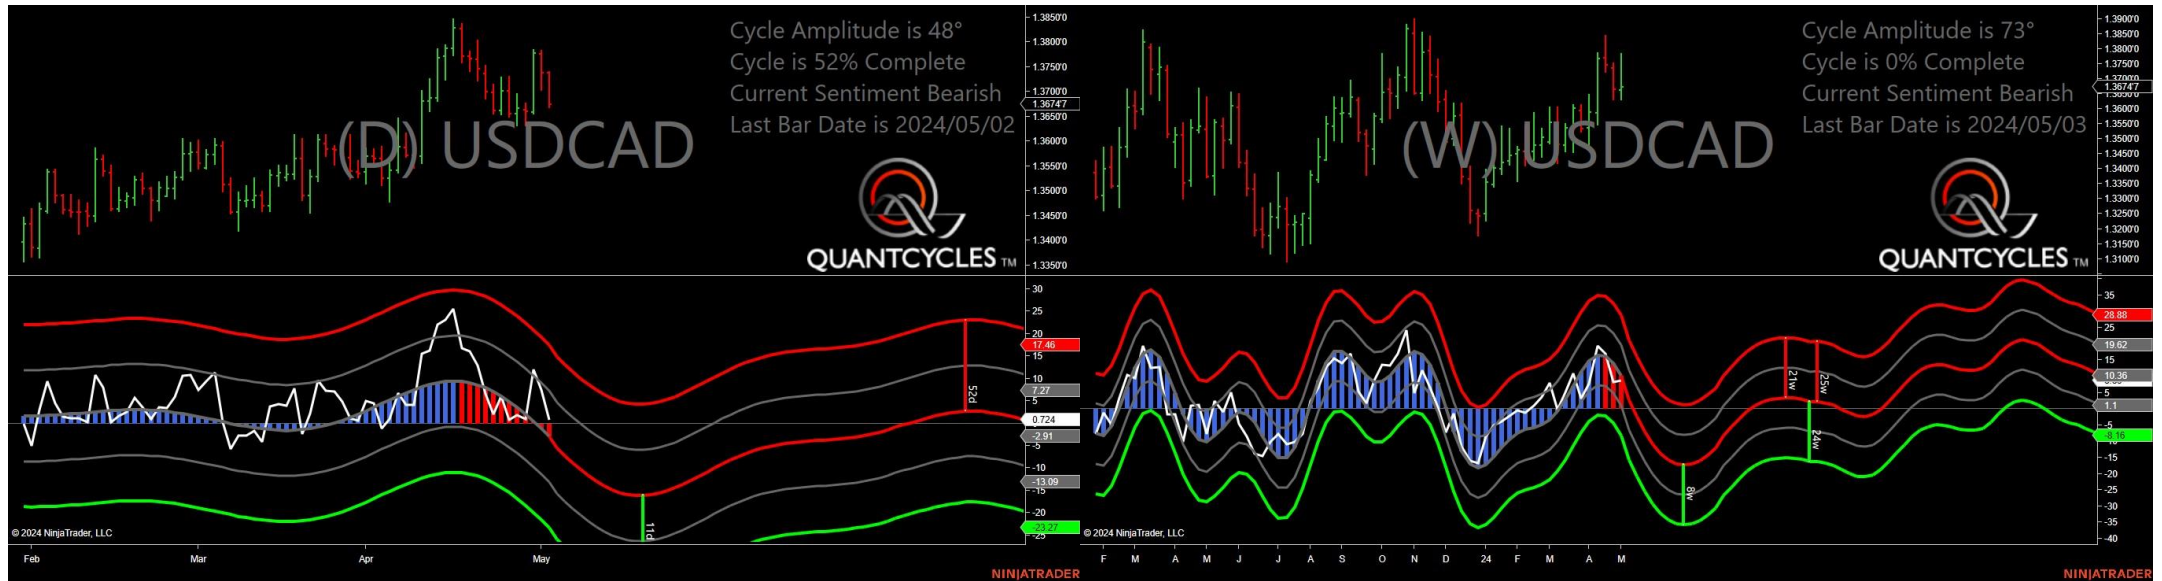 Cycle Amplitude is 48°
Cycle is 52% Complete
Current Sentiment Bearish
Last Bar Date is 2024/05/02
(D) USDCAD
QUANTCYCLES TM
1.3850'0
1.3800'0
1.3750'0
1.3700'0
1.3674'7
1.3600'0
1.3550'0
1.3500'0
1.3450'0
1.3400'0
1.3350'0
30
25
20
17.46
15
10
7.27
5
0.724
-2.91
-5
-10
-13.09
-15
-20
-23.27
-25
52d
11d
© 2024 NinjaTrader, LLC
Feb
Mar
Apr
May
NINJATRADER
Cycle Amplitude is 73°
Cycle is 0% Complete
Current Sentiment Bearish
Last Bar Date is 2024/05/03
(W) USDCAD
QUANTCYCLES TM
1.3900'0
1.3850'0
1.3800'0
1.3750'0
1.3700'0
1.3674'7
1.3600'0
1.3550'0
1.3500'0
1.3450'0
1.3400'0
1.3350'0
1.3300'0
1.3250'0
1.3200'0
1.3150'0
1.3100'0
35
28.88
25
19.62
15
10.36
5
1.1
-5
-8.16
-15
-20
-25
-30
-35
-40
21w
25w
24w
8w
© 2024 NinjaTrader, LLC
F
M
A
M
J
J
A
S
O
N
D
24
F
M
A
M
NINJATRADER